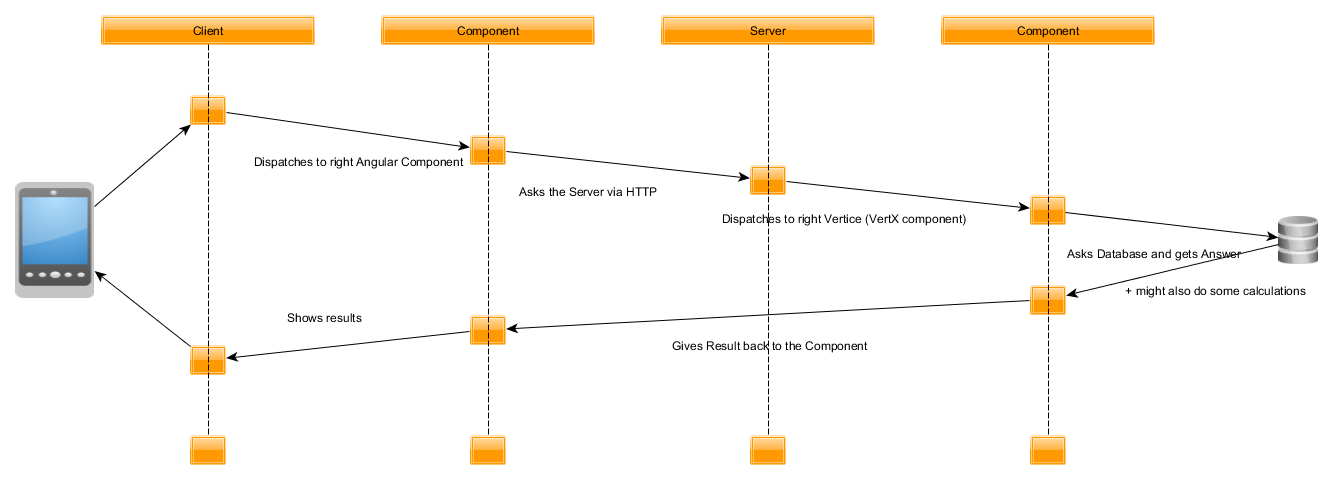 Client
Component
Server
Component
Dispatches to right Angular Component
Asks the Server via HTTP
Dispatches to right Vertice (VertX component)
Asks Database and gets Answer
+ might also do some calculations
Shows results
Gives Result back to the Component